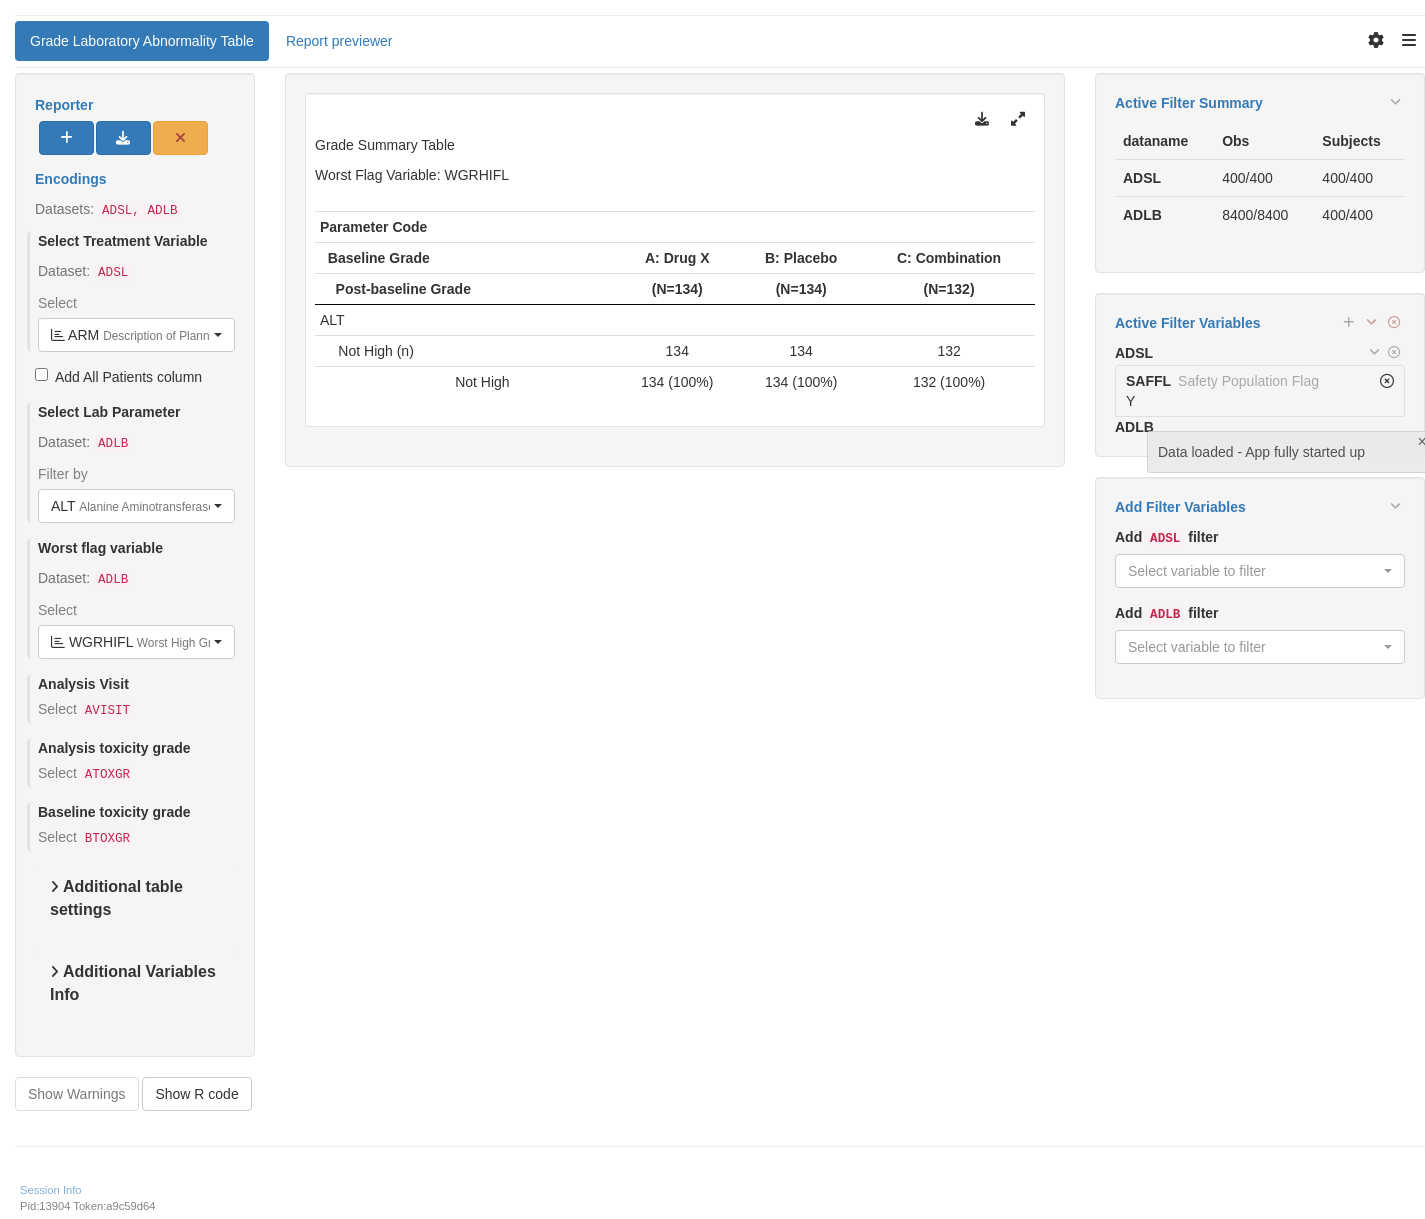 Grade Laboratory Abnormality Table
Report previewer
Reporter
Encodings
Datasets: ADSL, ADLB
Select Treatment Variable
Dataset: ADSL
Select
ARM Description of Plann
Add All Patients column
Select Lab Parameter
Dataset: ADLB
Filter by
ALT Alanine Aminotransferase
Worst flag variable
Dataset: ADLB
Select
WGRHIFL Worst High Gr
Analysis Visit
Select AVISIT
Analysis toxicity grade
Select ATOXGR
Baseline toxicity grade
Select BTOXGR
Additional table
settings
Additional Variables
Info
Show Warnings
Show R code
Grade Summary Table
Worst Flag Variable: WGRHIFL
Parameter Code
Baseline Grade A: Drug X B: Placebo C: Combination
Post-baseline Grade (N=134) (N=134) (N=132)
ALT
Not High (n) 134 134 132
Not High 134 (100%) 134 (100%) 132 (100%)
Active Filter Summary
dataname Obs Subjects
ADSL 400/400 400/400
ADLB 8400/8400 400/400
Active Filter Variables
ADSL
SAFFL Safety Population Flag
Y
ADLB
Data loaded - App fully started up
×
Add Filter Variables
Add ADSL filter
Select variable to filter
Add ADLB filter
Select variable to filter
Session Info
Pid:13904 Token:a9c59d64